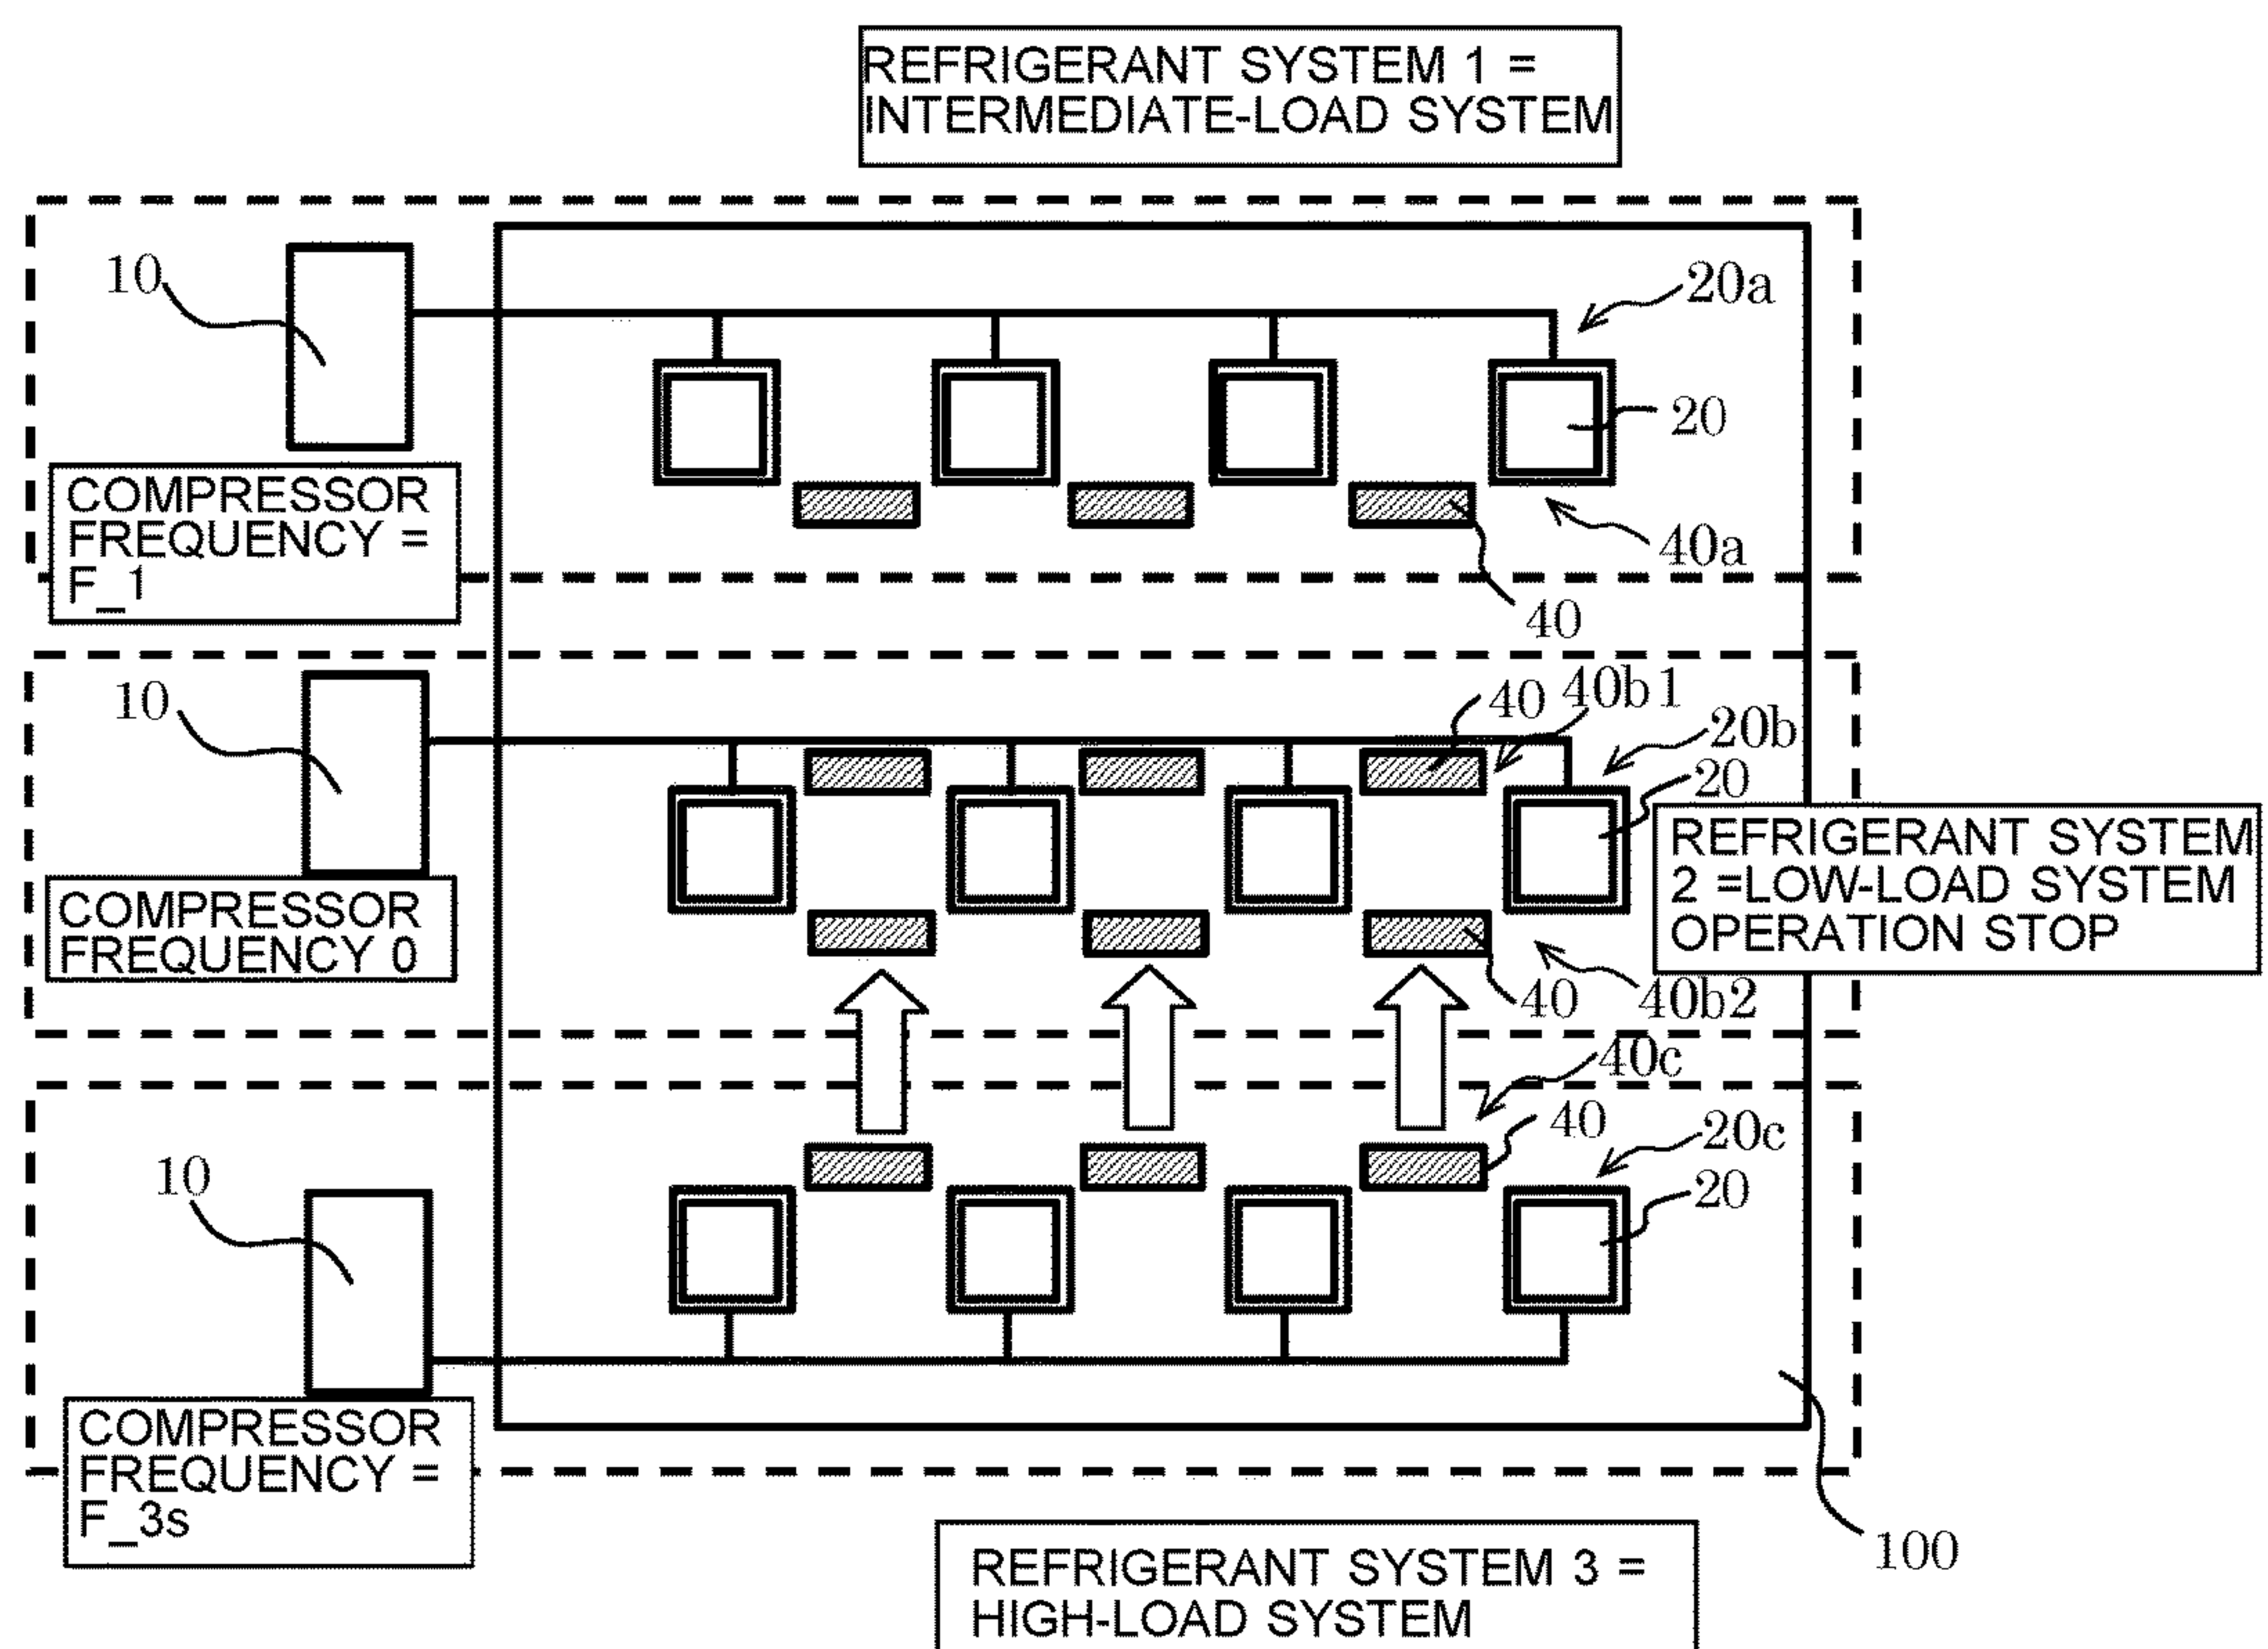 REFRIGERANT SYSTEM 1 =
INTERMEDIATE-LOAD SYSTEM
10
20a
20
COMPRESSOR
FREQUENCY =
F_1
40a
40
10
40
40b1
20b
20
REFRIGERANT SYSTEM
2 =LOW-LOAD SYSTEM
OPERATION STOP
COMPRESSOR
FREQUENCY 0
40
40b2
40c
40
20c
20
10
COMPRESSOR
FREQUENCY =
F_3s
100
REFRIGERANT SYSTEM 3 =
HIGH-LOAD SYSTEM